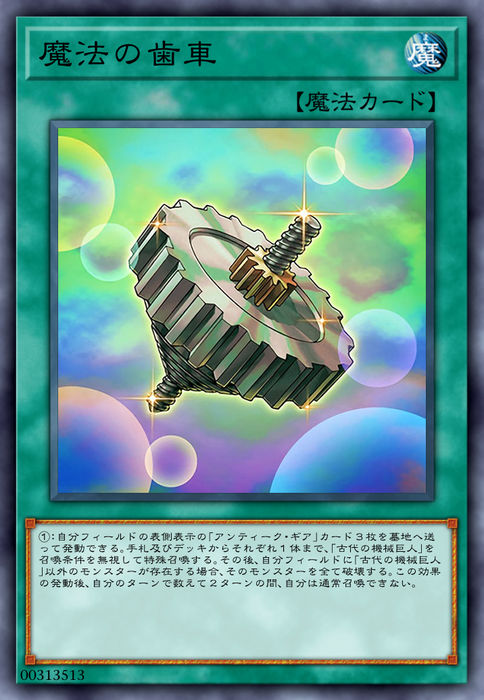 魔法の歯車
魔
【魔法カード】
①:自分フィールドの表側表示の「アンティーク・ギア」カード3枚を墓地へ送
って発動できる。手札及びデッキからそれぞれ1体まで、「古代の機械巨人」を
召喚条件を無視して特殊召喚する。その後、自分フィールドに「古代の機械巨人」
以外のモンスターが存在する場合、そのモンスターを全て破壊する。この効果
の発動後、自分のターンで数えて2ターンの間、自分は通常召喚できない。
00313513